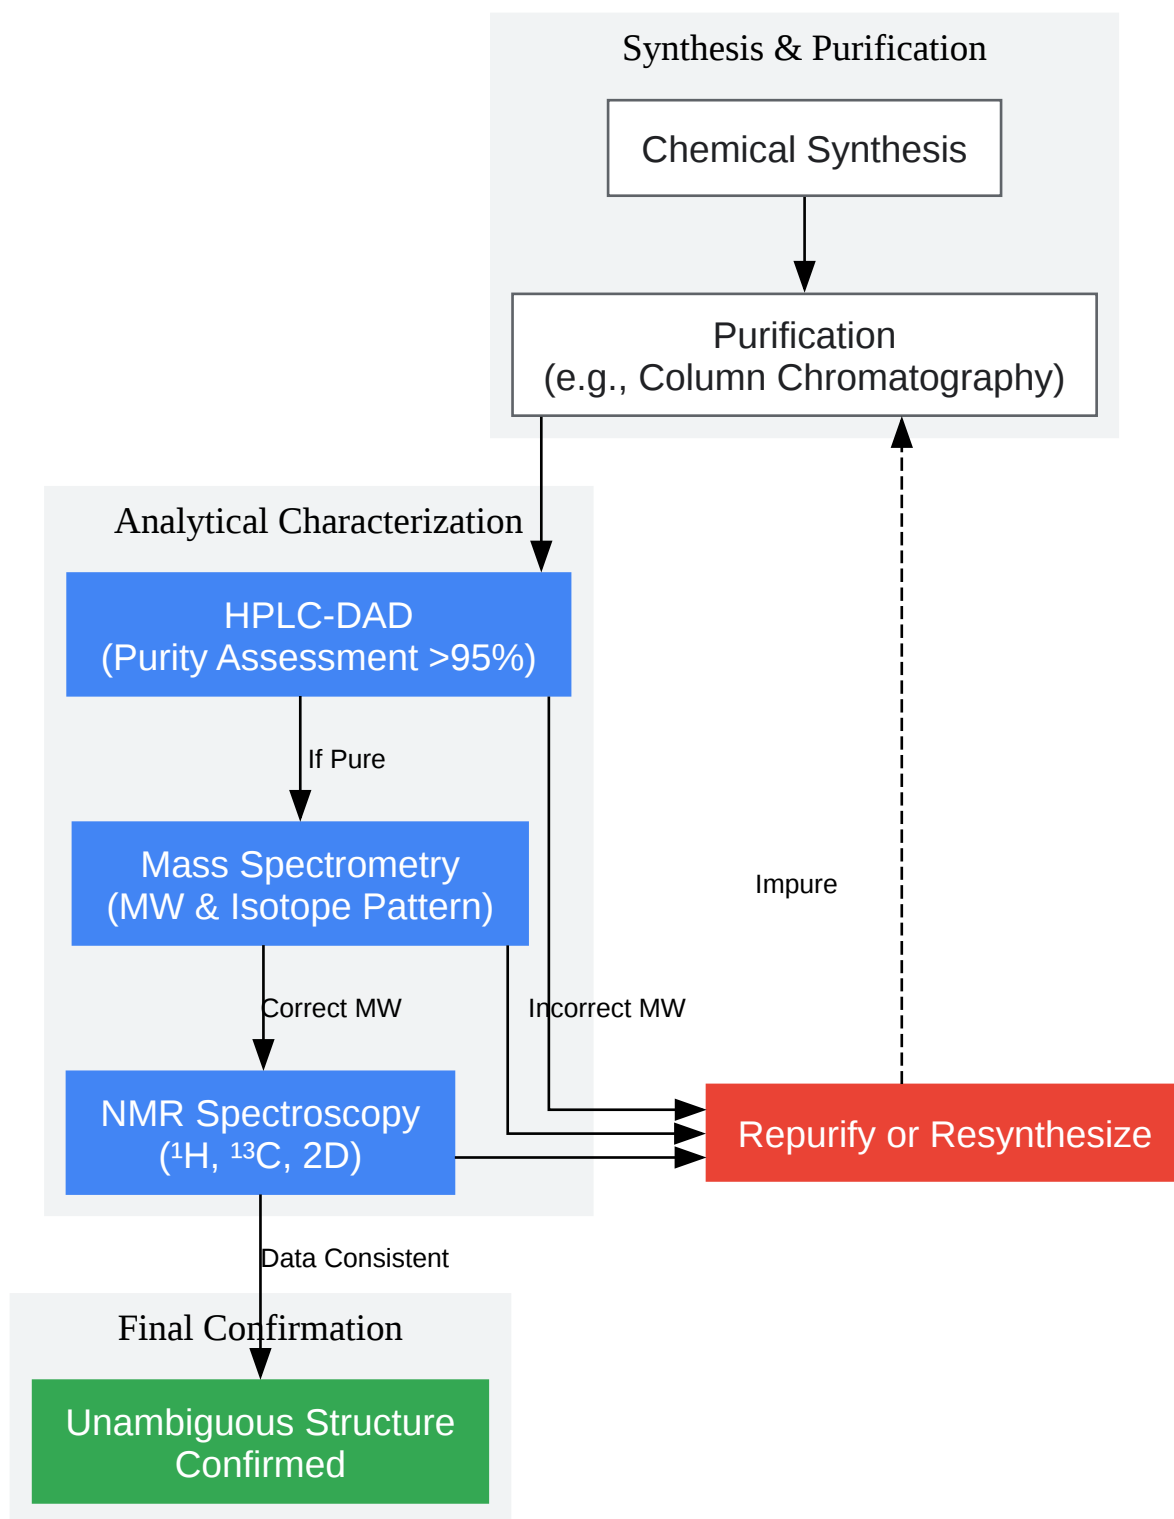 Synthesis & Purification
Chemical Synthesis
Purification
(e.g., Column Chromatography)
Analytical Characterization
HPLC-DAD
(Purity Assessment >95%)
If Pure
Mass Spectrometry
(MW & Isotope Pattern)
Impure
Correct MW
Incorrect MW
NMR Spectroscopy
(¹H, ¹³C, 2D)
Repurify or Resynthesize
Data Consistent
Final Confirmation
Unambiguous Structure
Confirmed